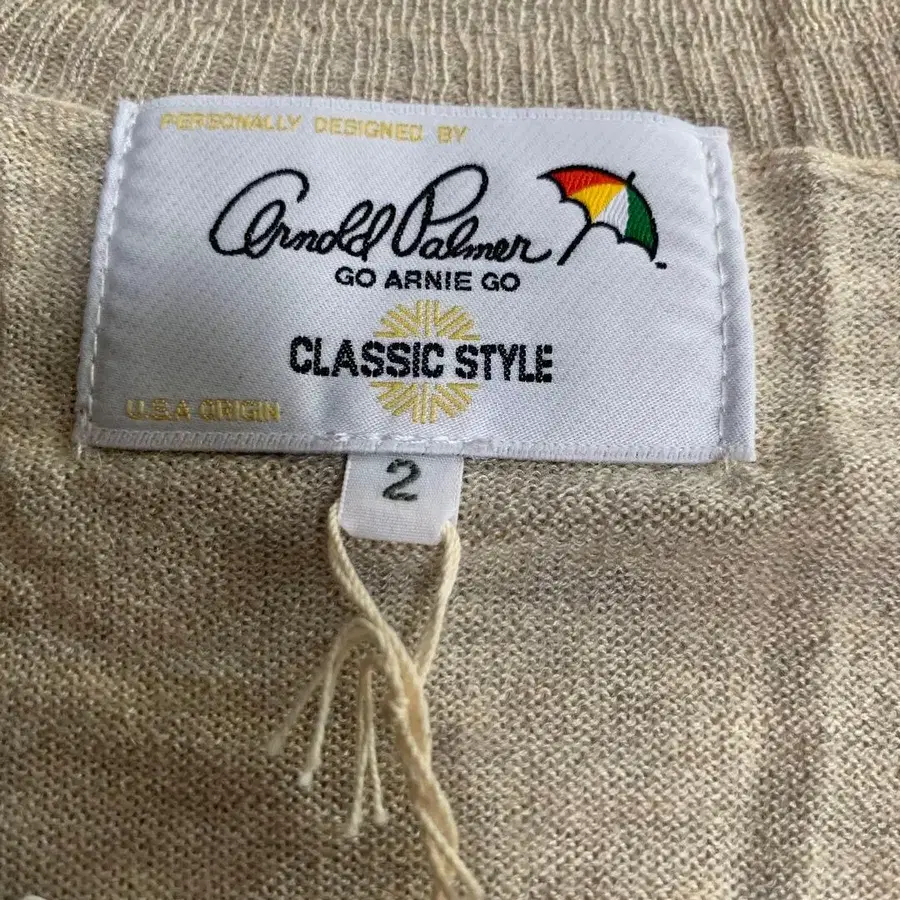 PERSONALLY DESIGNED BY
Arnold Palmer
GO ARNIE GO
CLASSIC STYLE
U.S.A ORIGIN
2